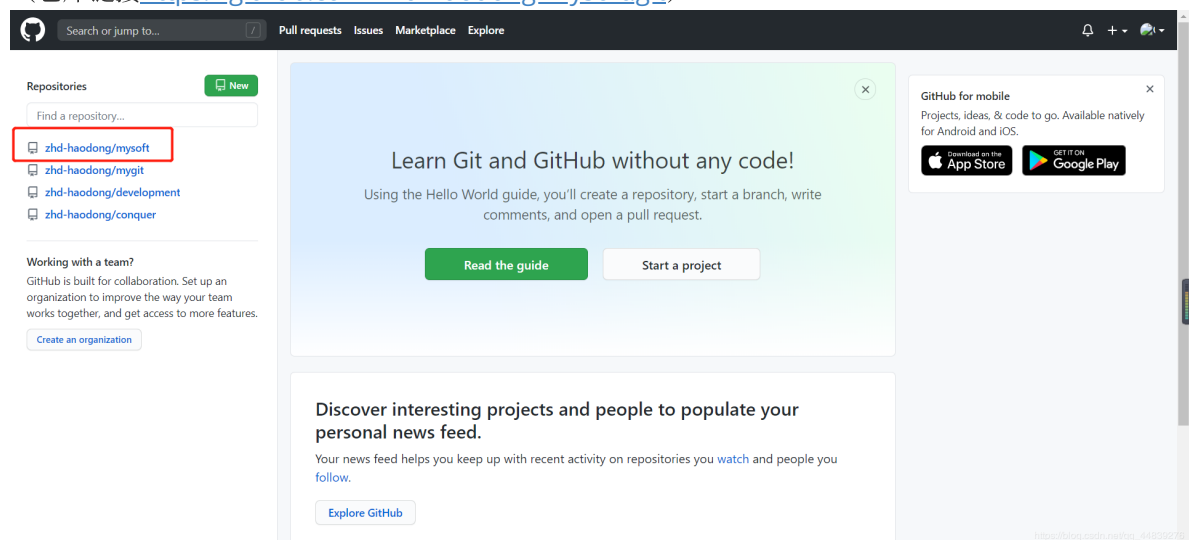 Search or jump to... /
Pull requests Issues Marketplace Explore
Repositories
New
Find a repository...
zhd-haodong/mysoft
zhd-haodong/mygit
zhd-haodong/development
zhd-haodong/conquer
Working with a team?
GitHub is built for collaboration. Set up an
organization to improve the way your team
works together, and get access to more features.
Create an organization
Learn Git and GitHub without any code!
Using the Hello World guide, you'll create a repository, start a branch, write
comments, and open a pull request.
Read the guide
Start a project
Discover interesting projects and people to populate your
personal news feed.
Your news feed helps you keep up with recent activity on repositories you watch and people you
follow.
Explore GitHub
GitHub for mobile
Projects, ideas, & code to go. Available natively
for Android and iOS.
Download on the
App Store
GET IT ON
Google Play